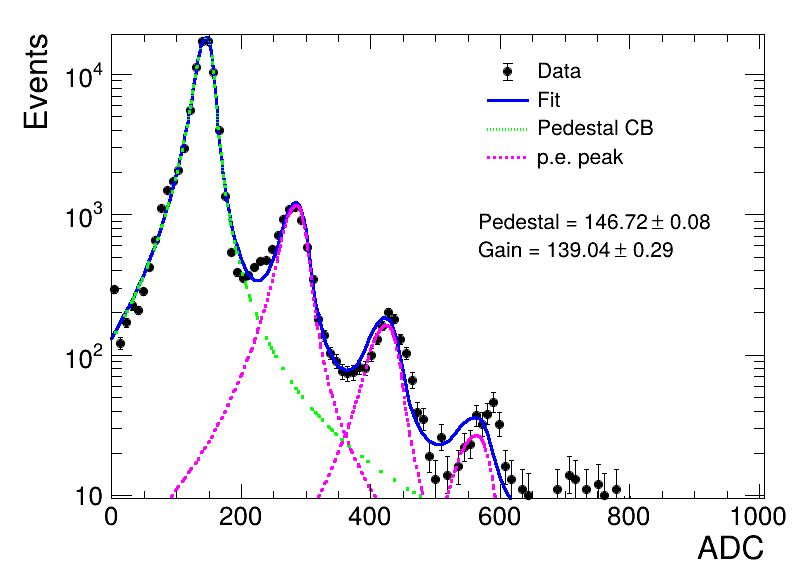 Events
10⁴
10³
10²
10
Data
Fit
Pedestal CB
p.e. peak
Pedestal = 146.72 ± 0.08
Gain = 139.04 ± 0.29
0 200 400 600 800 1000
ADC